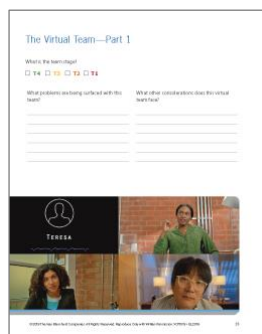 The Virtual Team—Part 1
What is the team stage?
☐ T4 ☐ T3 ☐ T2 ☐ T1
What problems are being surfaced with this
team?
What other considerations does this virtual
team face?
TERESA